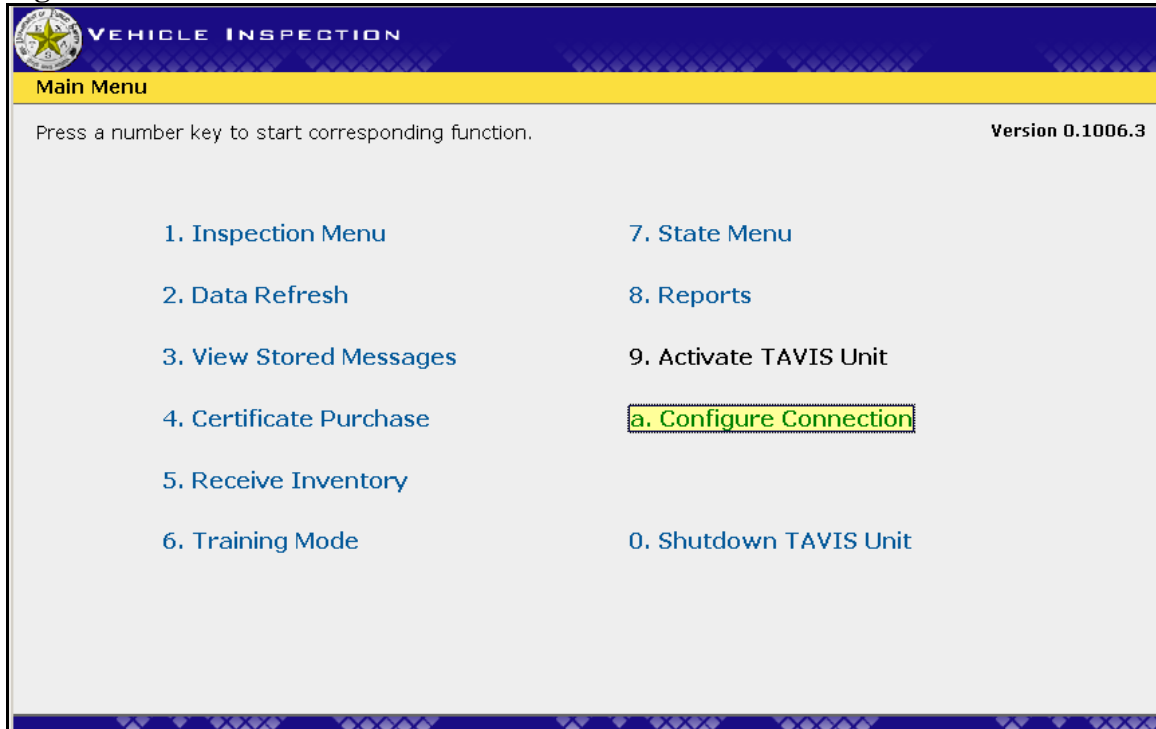 VEHICLE INSPECTION
Main Menu
Press a number key to start corresponding function.
Version 0.1006.3
1. Inspection Menu
2. Data Refresh
3. View Stored Messages
4. Certificate Purchase
5. Receive Inventory
6. Training Mode
7. State Menu
8. Reports
9. Activate TAVIS Unit
a. Configure Connection
0. Shutdown TAVIS Unit